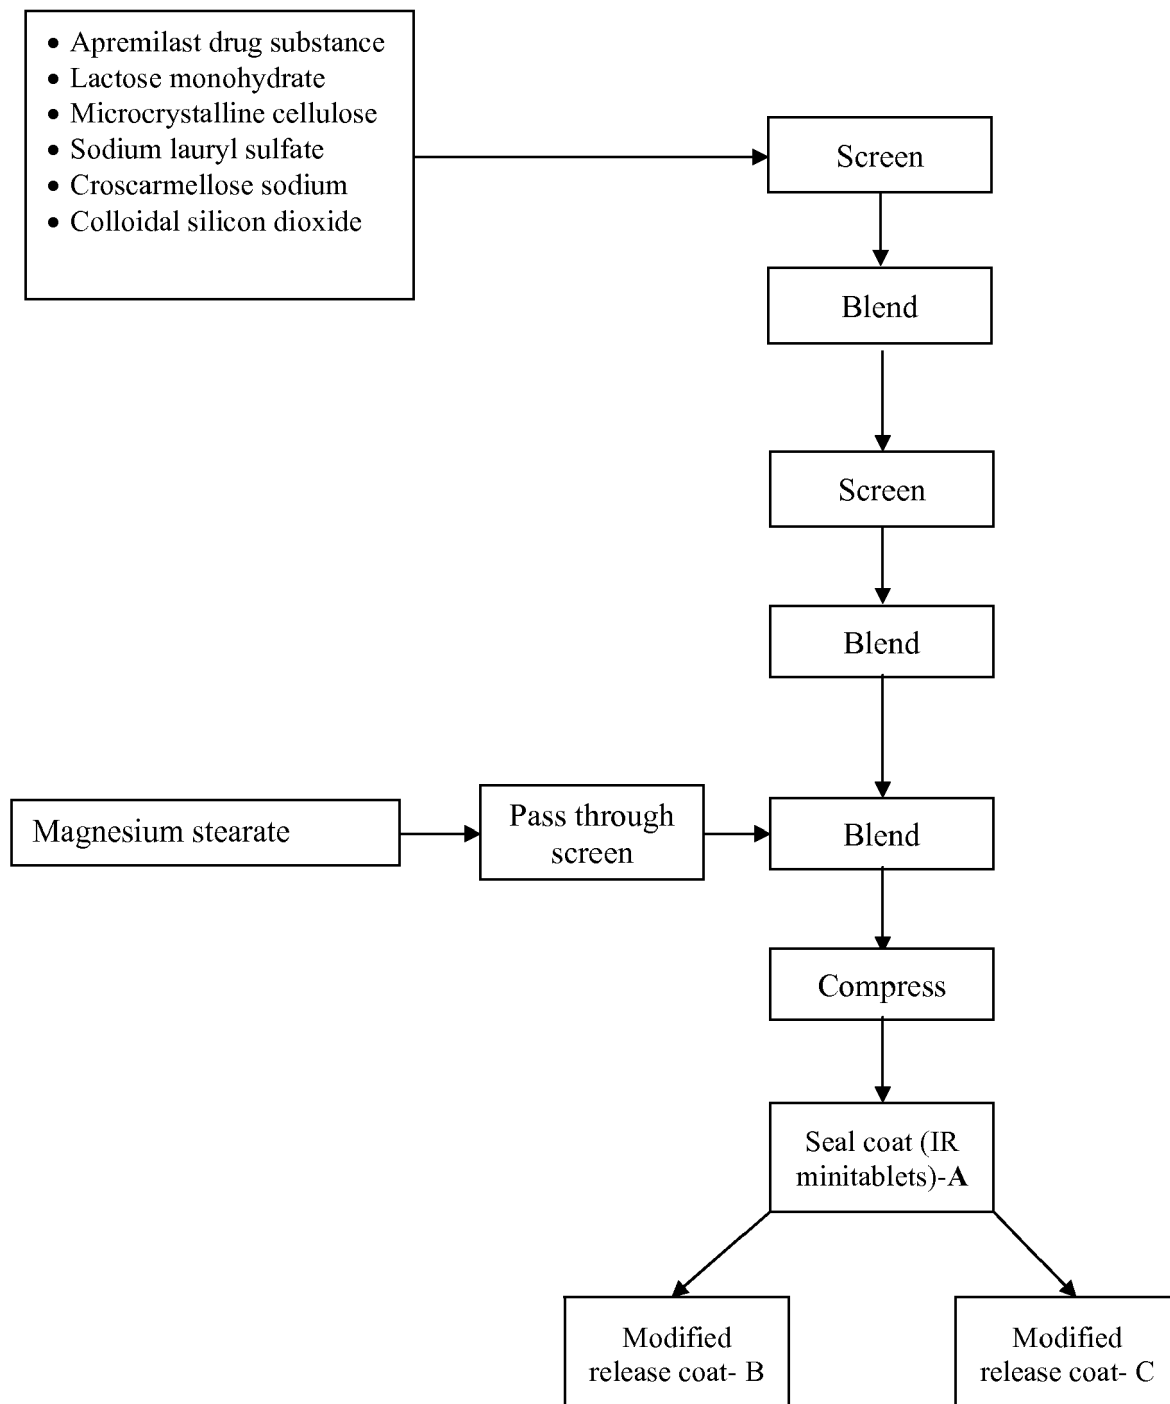 • Apremilast drug substance
• Lactose monohydrate
• Microcrystalline cellulose
• Sodium lauryl sulfate
• Croscarmellose sodium
• Colloidal silicon dioxide
Screen
Blend
Screen
Blend
Magnesium stearate
Pass through
screen
Blend
Compress
Seal coat (IR
minitablets)-A
Modified
release coat- B
Modified
release coat- C